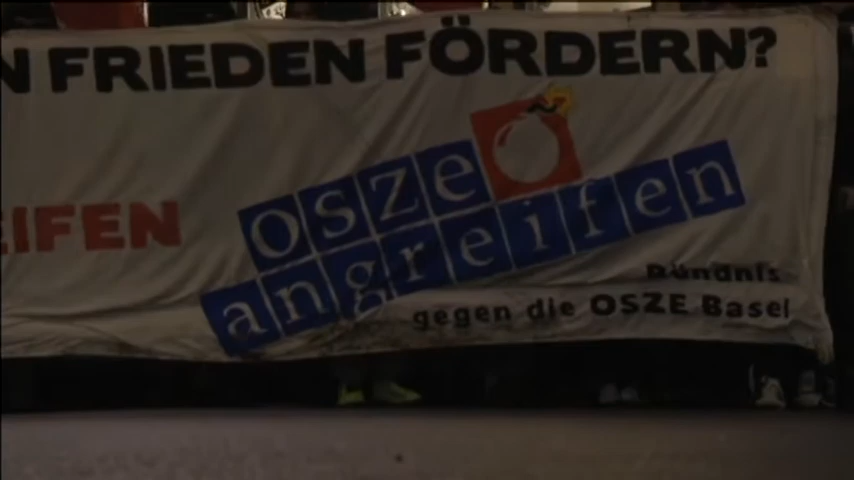 N FRIEDEN FÖRDERN?
EIFEN
osze
angreifen
Bündnis
gegen die OSZE Basel